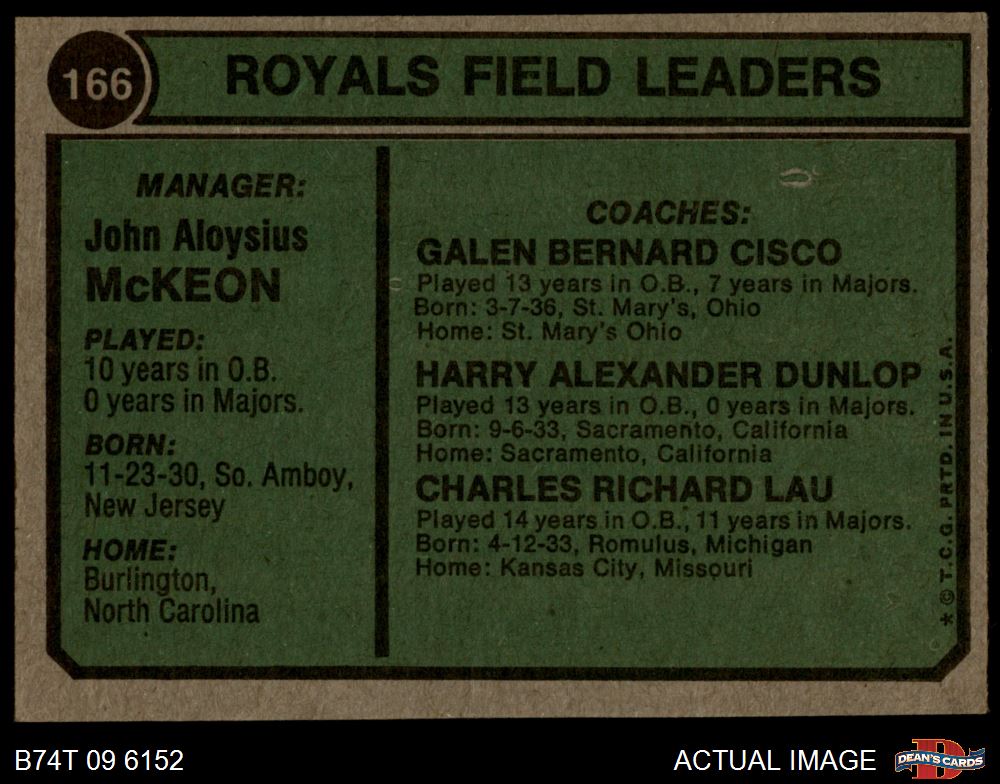 166 ROYALS FIELD LEADERS
MANAGER:
John Aloysius
McKEON
PLAYED:
10 years in O.B.
0 years in Majors.
BORN:
11-23-30, So. Amboy,
New Jersey
HOME:
Burlington,
North Carolina
COACHES:
GALEN BERNARD CISCO
Played 13 years in O.B., 7 years in Majors.
Born: 3-7-36, St. Mary's, Ohio
Home: St. Mary's Ohio
HARRY ALEXANDER DUNLOP
Played 13 years in O.B., 0 years in Majors.
Born: 9-6-33, Sacramento, California
Home: Sacramento, California
CHARLES RICHARD LAU
Played 14 years in O.B., 11 years in Majors.
Born: 4-12-33, Romulus, Michigan
Home: Kansas City, Missouri
* © T.C.G. PRTD. IN U.S.A.
B74T 09 6152
ACTUAL IMAGE
D
DEAN'S CARDS